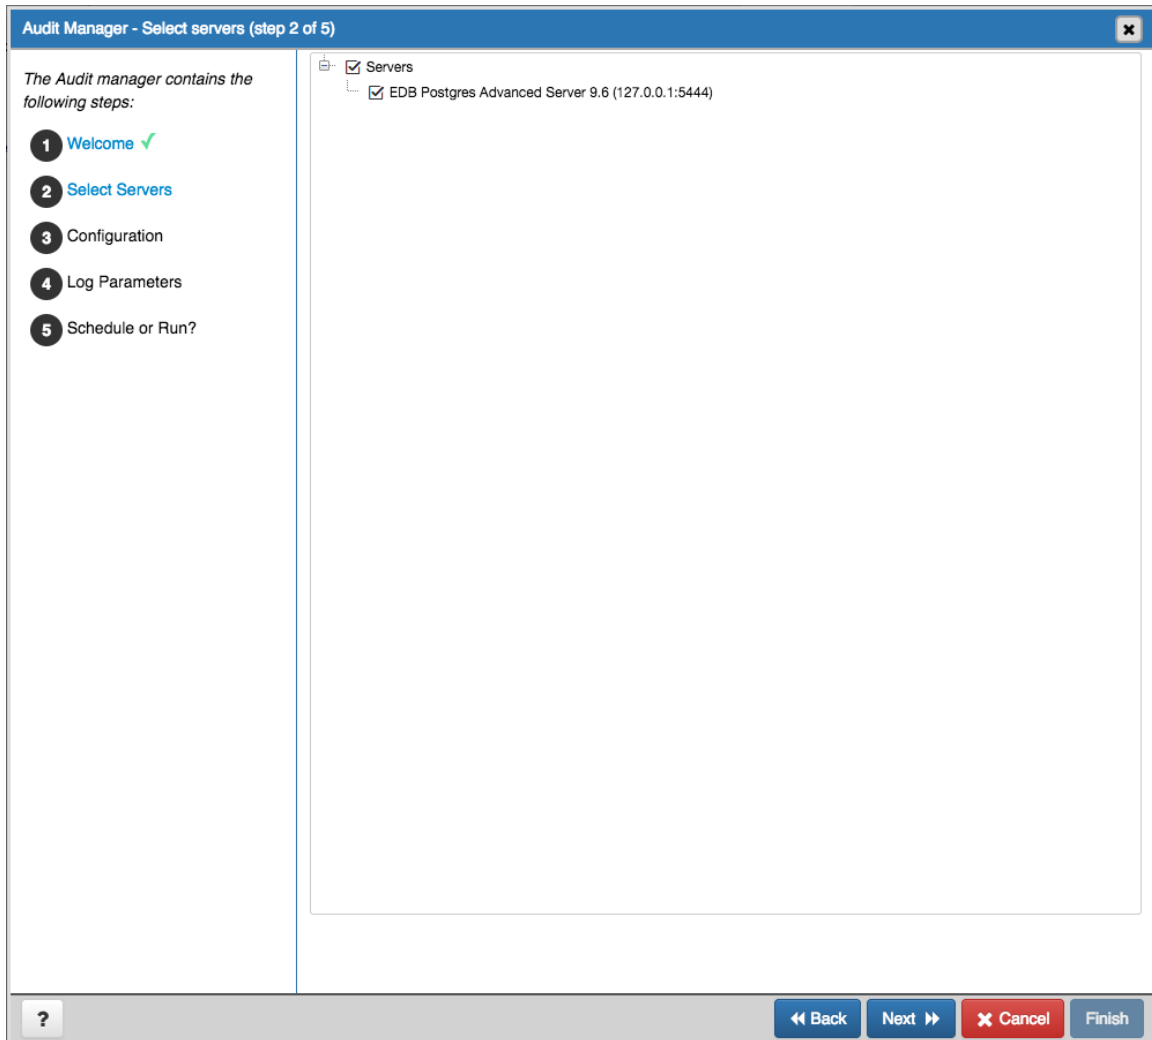 Audit Manager - Select servers (step 2 of 5)
The Audit manager contains the
following steps:
1 Welcome
2 Select Servers
3 Configuration
4 Log Parameters
5 Schedule or Run?
Servers
EDB Postgres Advanced Server 9.6 (127.0.0.1:5444)
? Back Next Cancel Finish